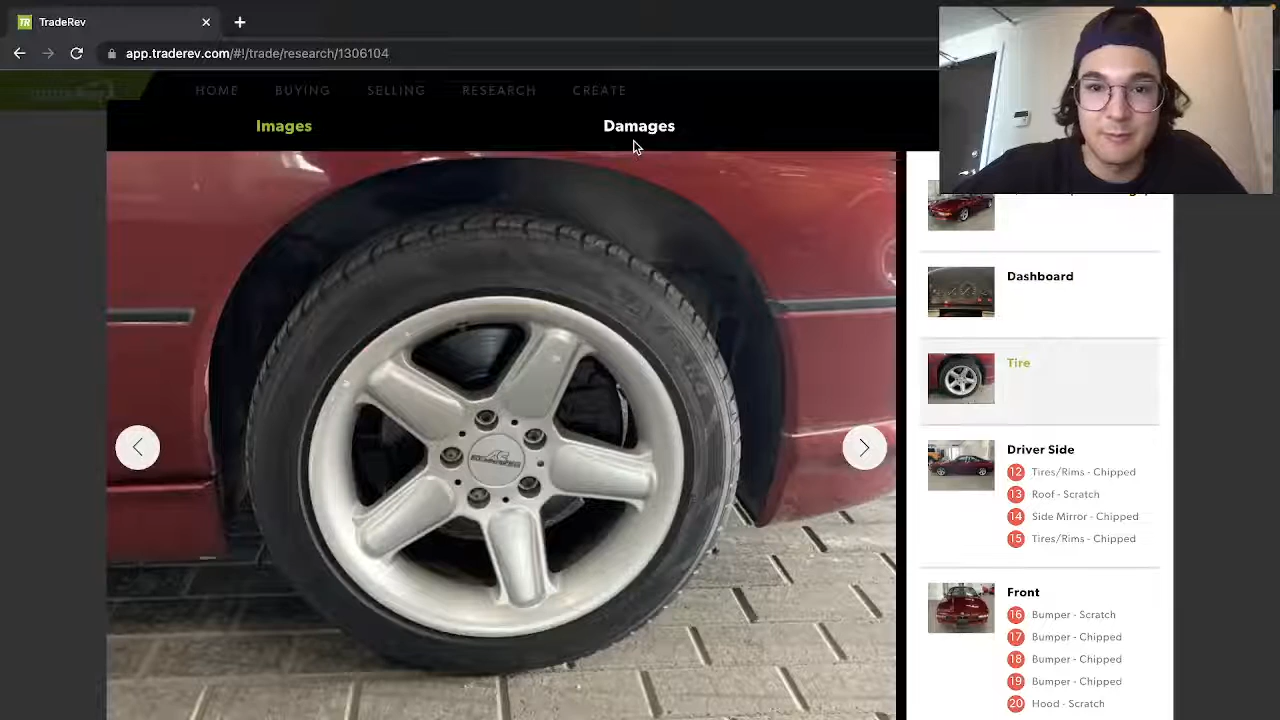 TR TradeRev
app.traderev.com/#!/trade/research/1306104
HOME BUYING SELLING RESEARCH CREATE
Images Damages
Dashboard
Tire
Driver Side
12 Tires/Rims - Chipped
13 Roof - Scratch
14 Side Mirror - Chipped
15 Tires/Rims - Chipped
Front
16 Bumper - Scratch
17 Bumper - Chipped
18 Bumper - Chipped
19 Bumper - Chipped
20 Hood - Scratch